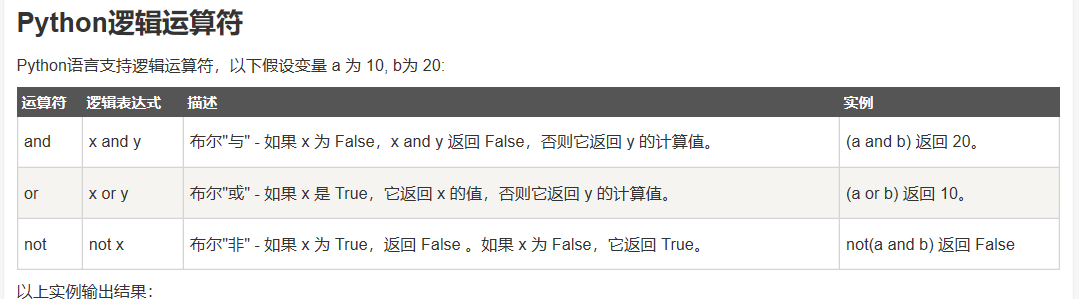 Python逻辑运算符
Python语言支持逻辑运算符，以下假设变量 a 为 10, b为 20:
运算符 逻辑表达式 描述 实例
and x and y 布尔"与" - 如果 x 为 False，x and y 返回 False，否则它返回 y 的计算值。 (a and b) 返回 20。
or x or y 布尔"或" - 如果 x 是 True，它返回 x 的值，否则它返回 y 的计算值。 (a or b) 返回 10。
not not x 布尔"非" - 如果 x 为 True，返回 False 。如果 x 为 False，它返回 True。 not(a and b) 返回 False
以上实例输出结果：